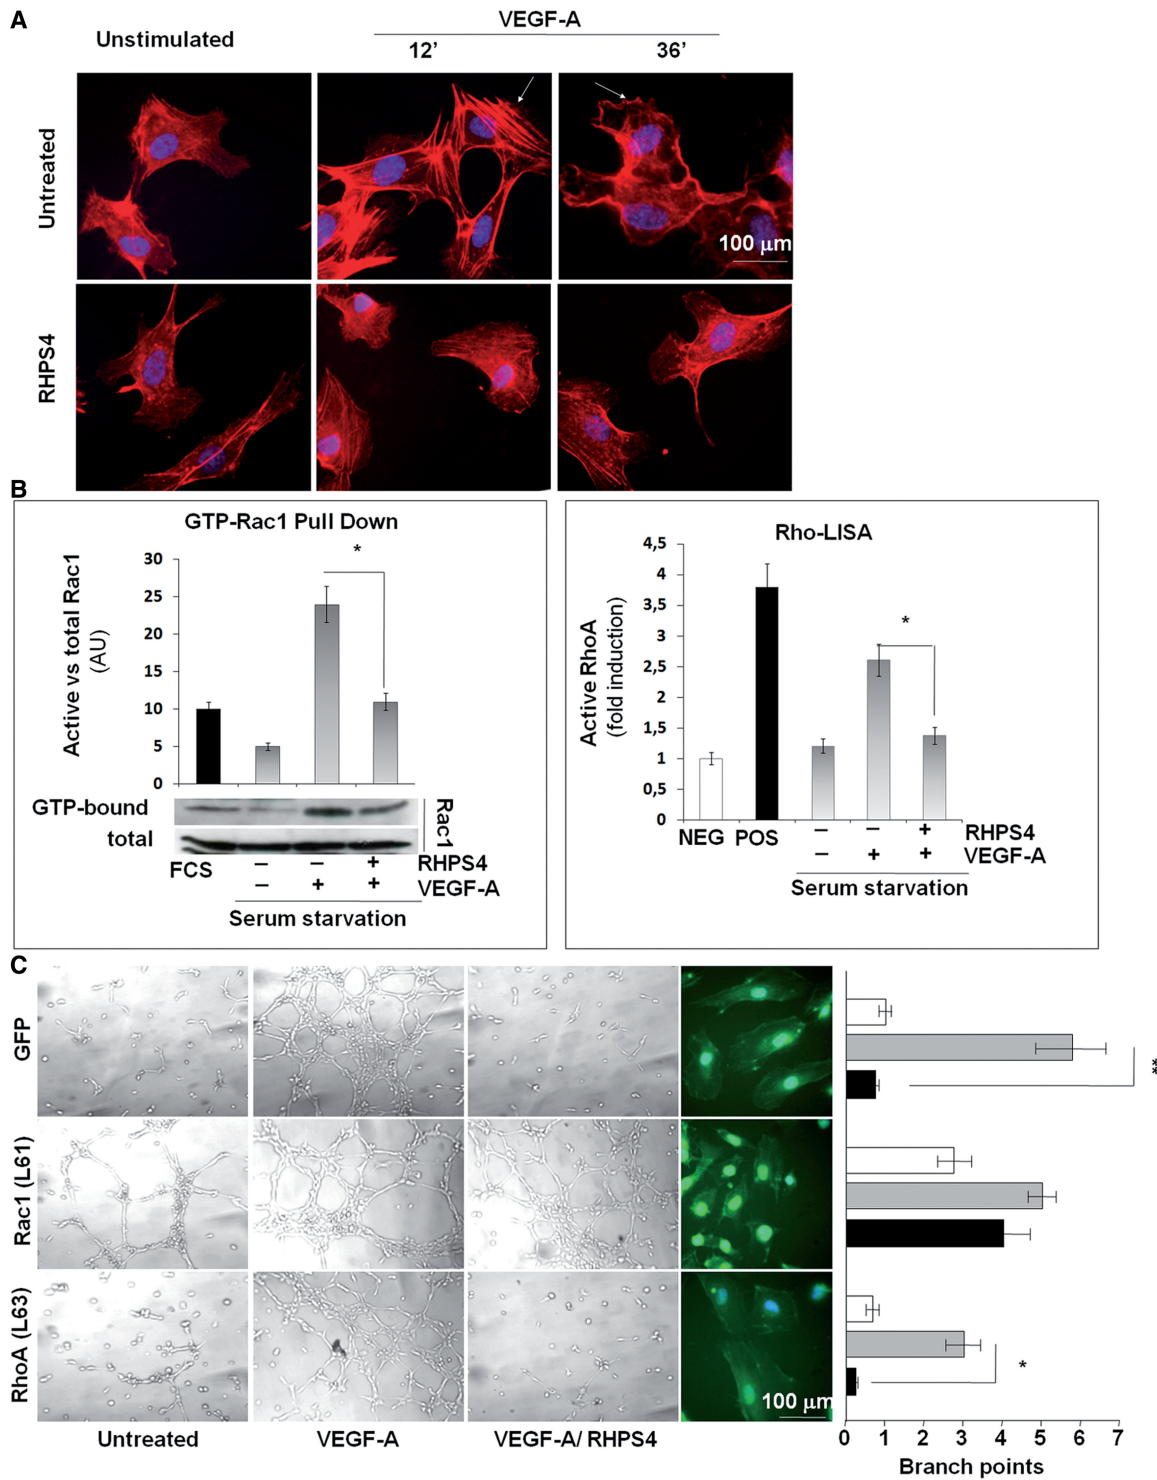 A
VEGF-A
Unstimulated
12’
36’
Untreated
100 µm
RHPS4
B
GTP-Rac1 Pull Down
*
Active vs total Rac1
(AU)
30
25
20
15
10
5
0
GTP-bound
total
Rac1
FCS
– – + RHPS4
– + + VEGF-A
Serum starvation
Rho-LISA
*
Active RhoA
(fold induction)
4,5
4
3,5
3
2,5
2
1,5
1
0,5
0
NEG POS
– – + RHPS4
– + + VEGF-A
Serum starvation
C
GFP
**
Rac1 (L61)
RhoA (L63)
100 µm
*
Untreated
VEGF-A
VEGF-A/ RHPS4
0 1 2 3 4 5 6 7
Branch points